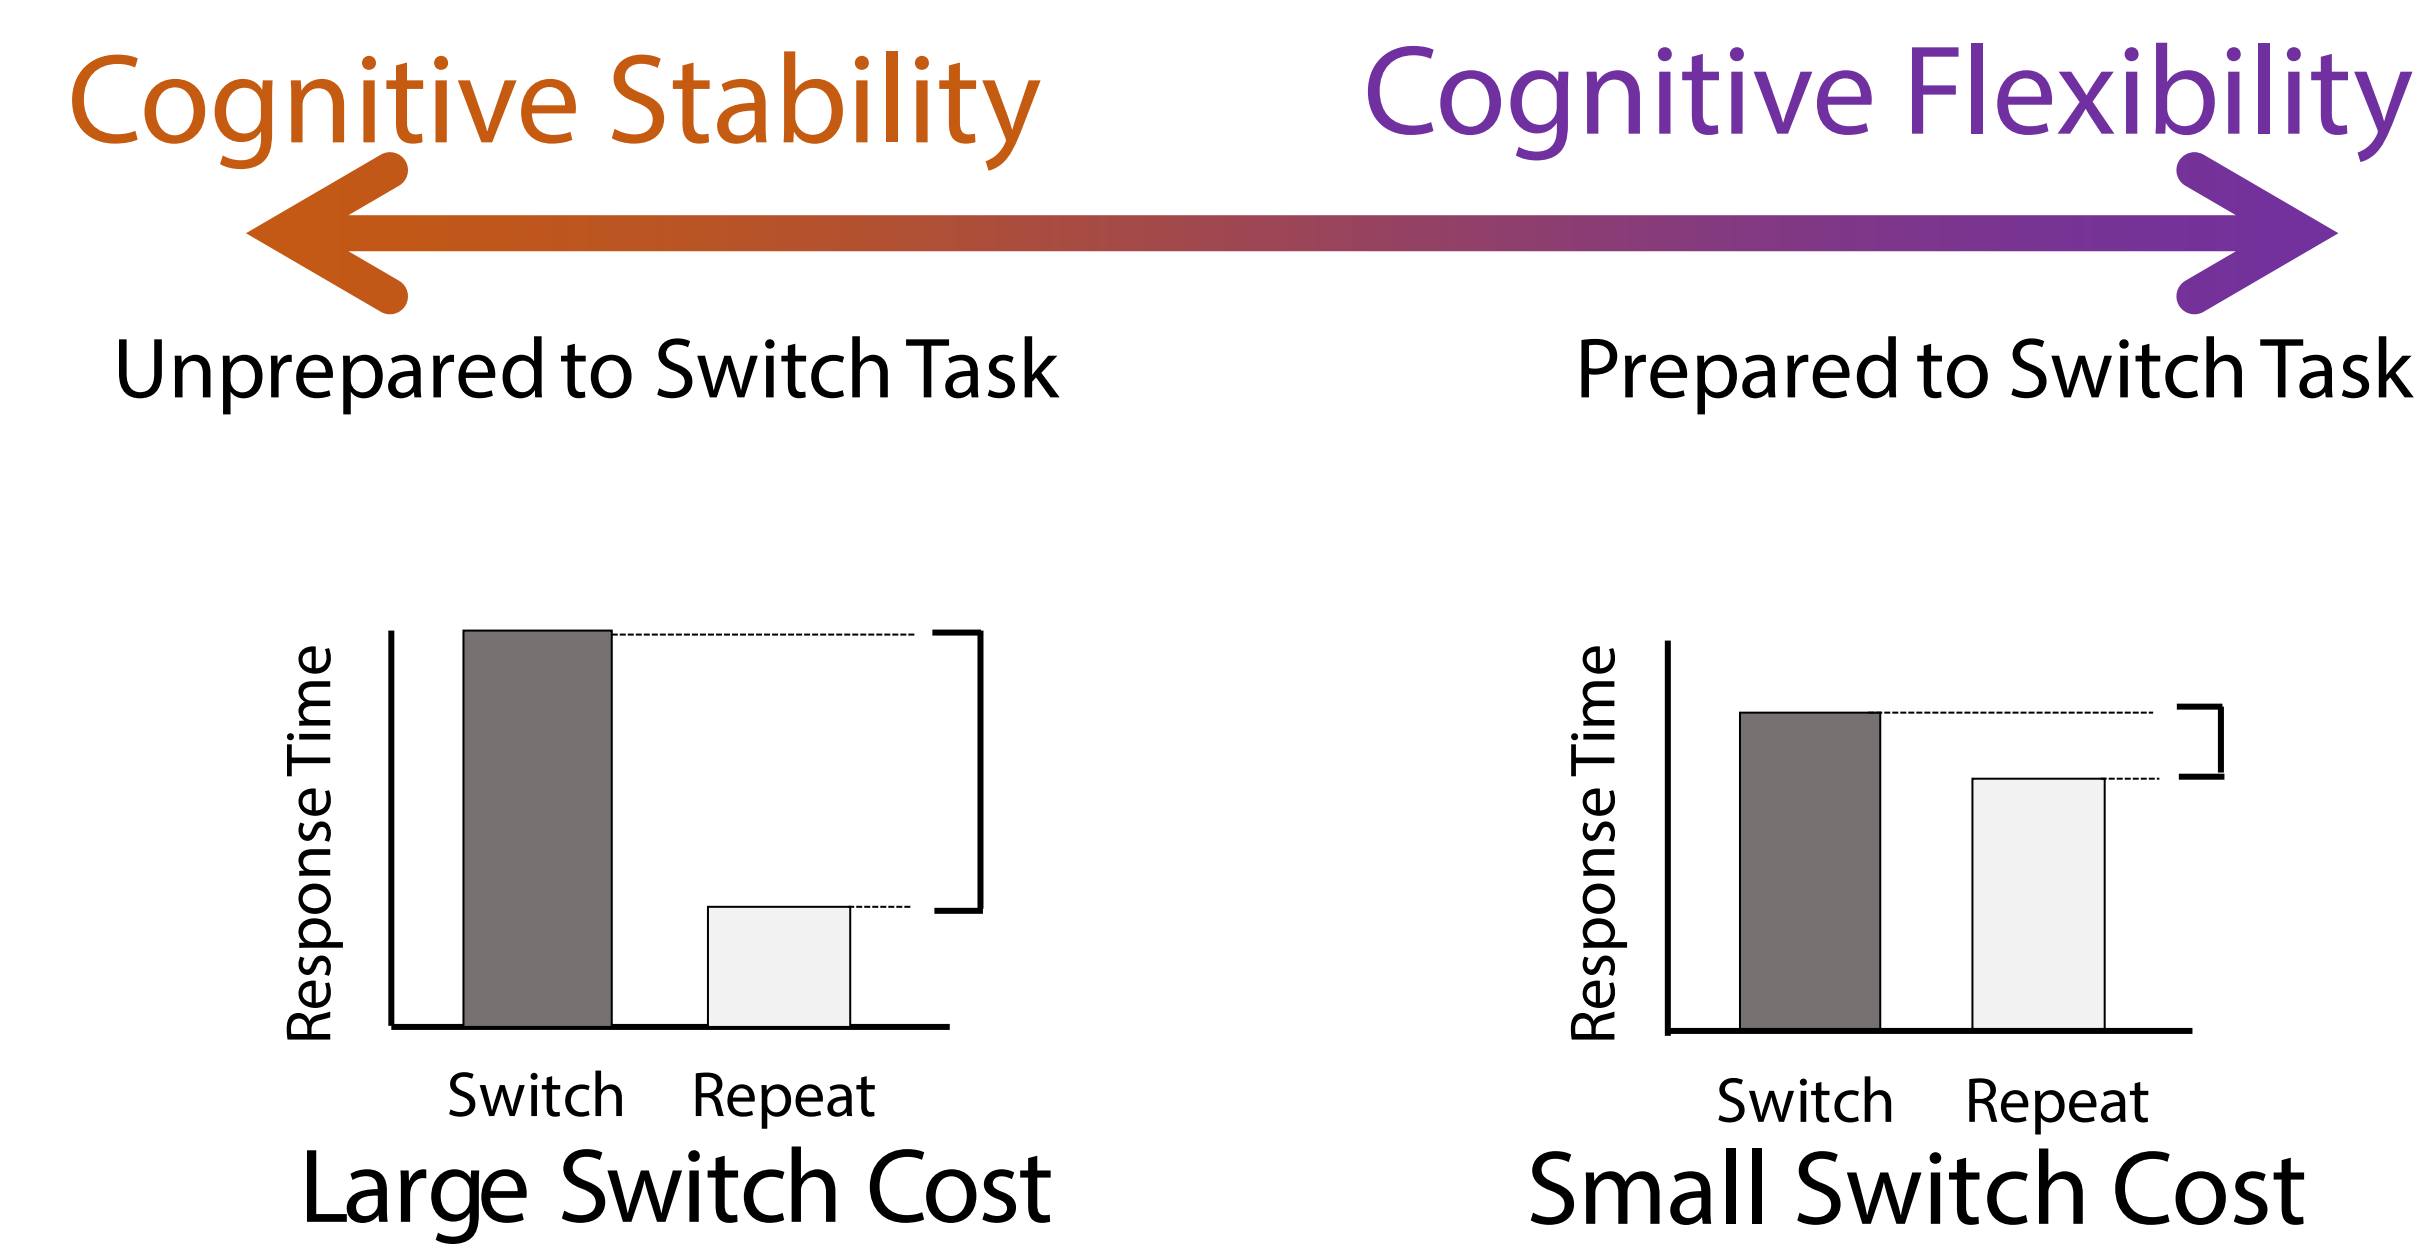 Cognitive Stability
Cognitive Flexibility
Unprepared to Switch Task
Prepared to Switch Task
Response Time
Switch
Repeat
Large Switch Cost
Response Time
Switch
Repeat
Small Switch Cost